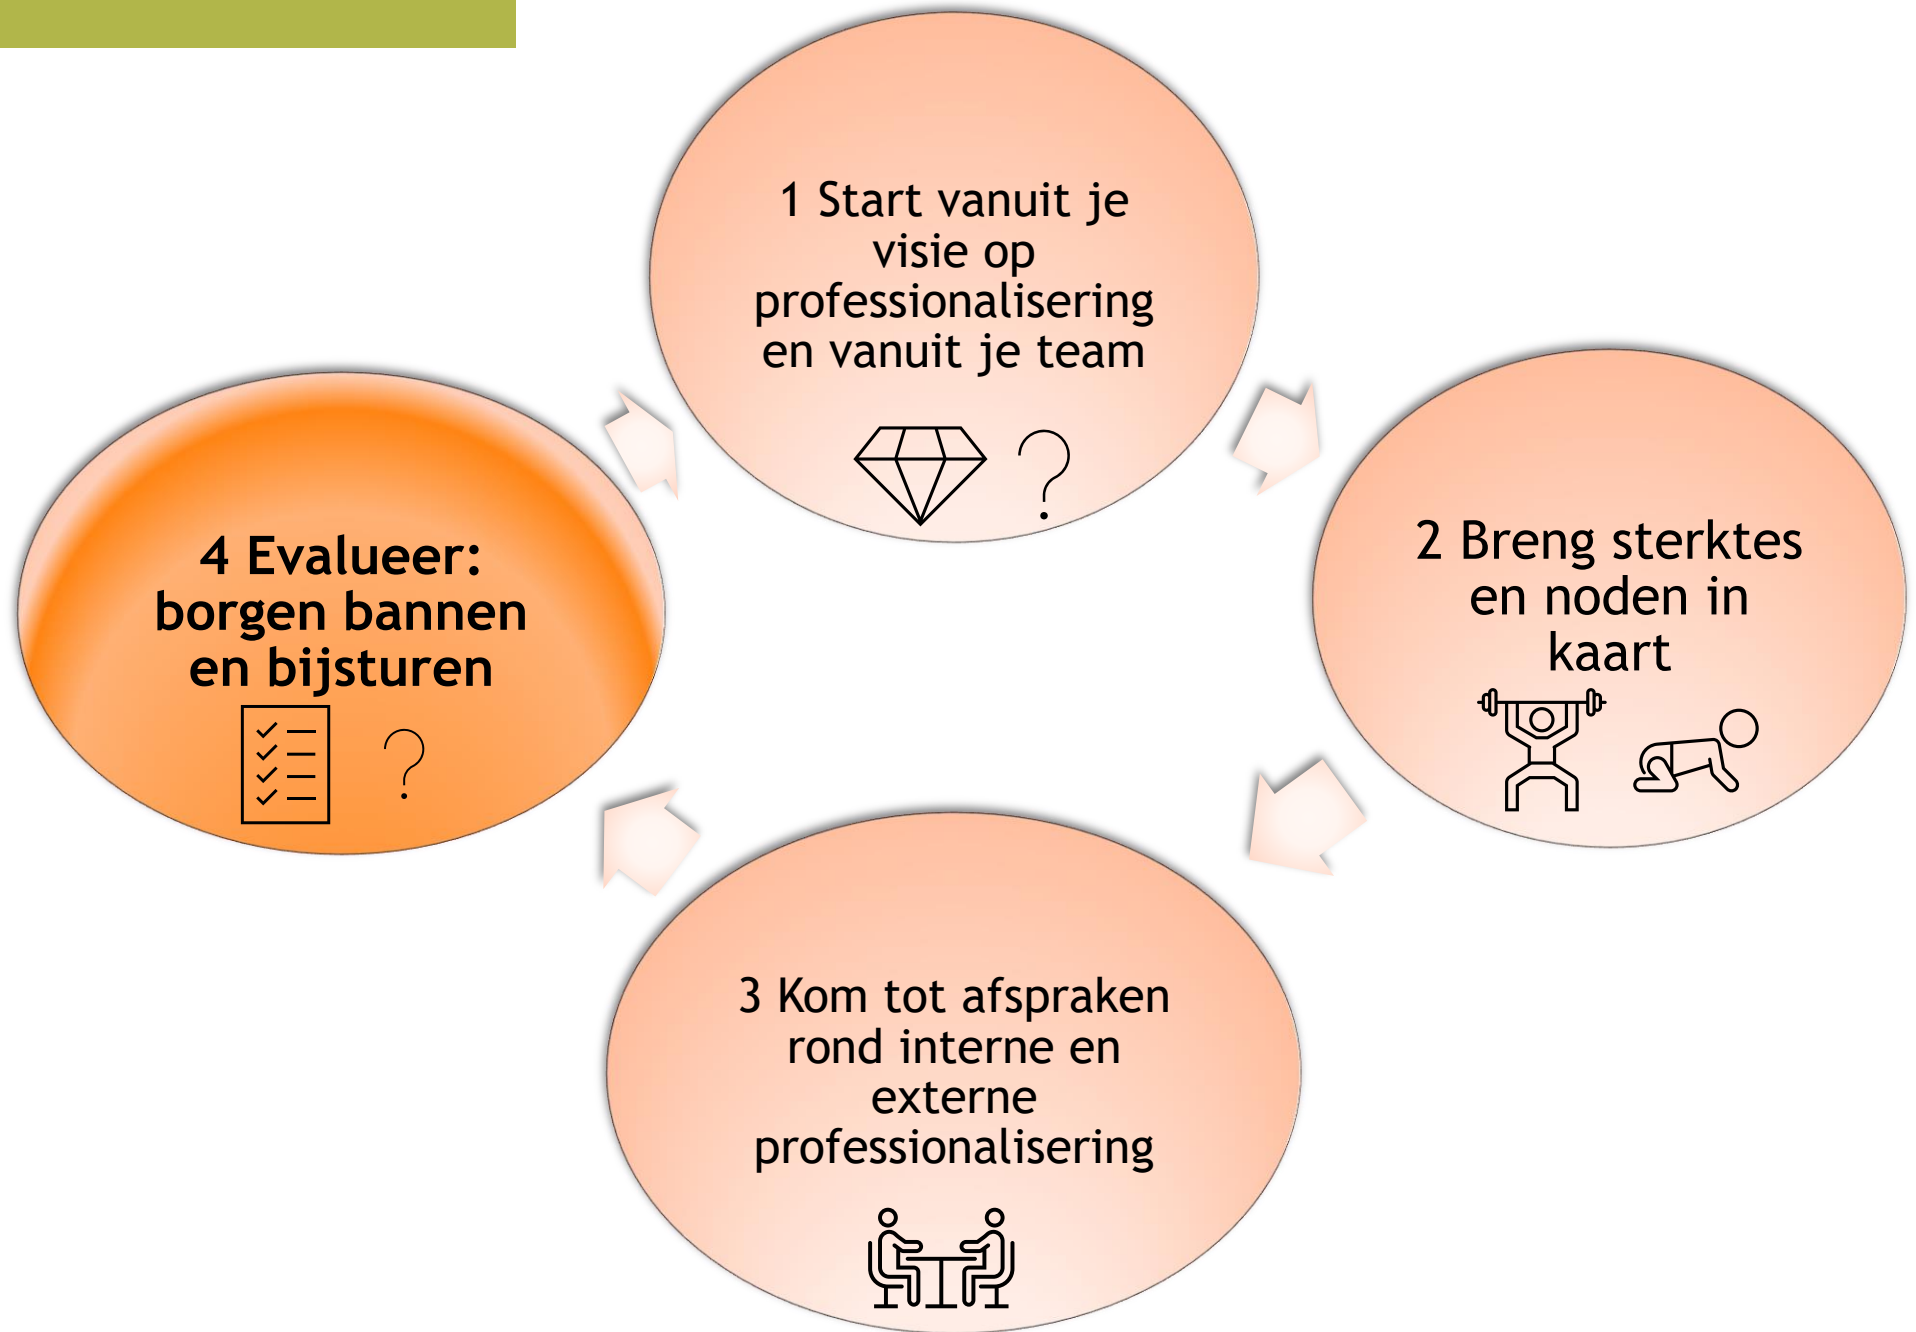 1 Start vanuit je
visie op
professionalisering
en vanuit je team
2 Breng sterktes
en noden in
kaart
3 Kom tot afspraken
rond interne en
externe
professionalisering
4 Evalueer:
borgen bannen
en bijsturen